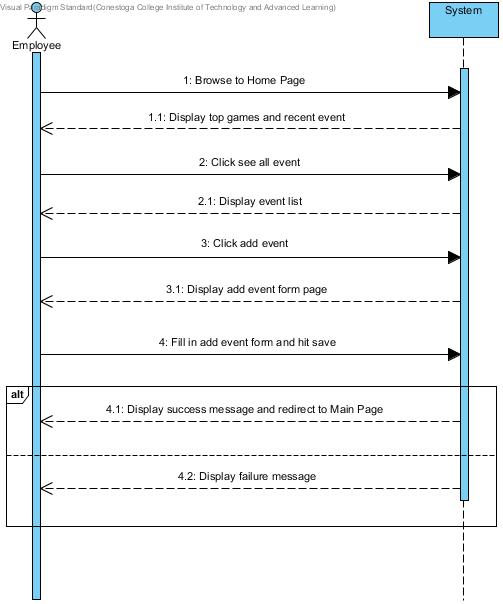 Visual Paradigm Standard(Conestoga College Institute of Technology and Advanced Learning)
System
Employee
1: Browse to Home Page
1.1: Display top games and recent event
2: Click see all event
2.1: Display event list
3: Click add event
3.1: Display add event form page
4: Fill in add event form and hit save
alt
4.1: Display success message and redirect to Main Page
4.2: Display failure message